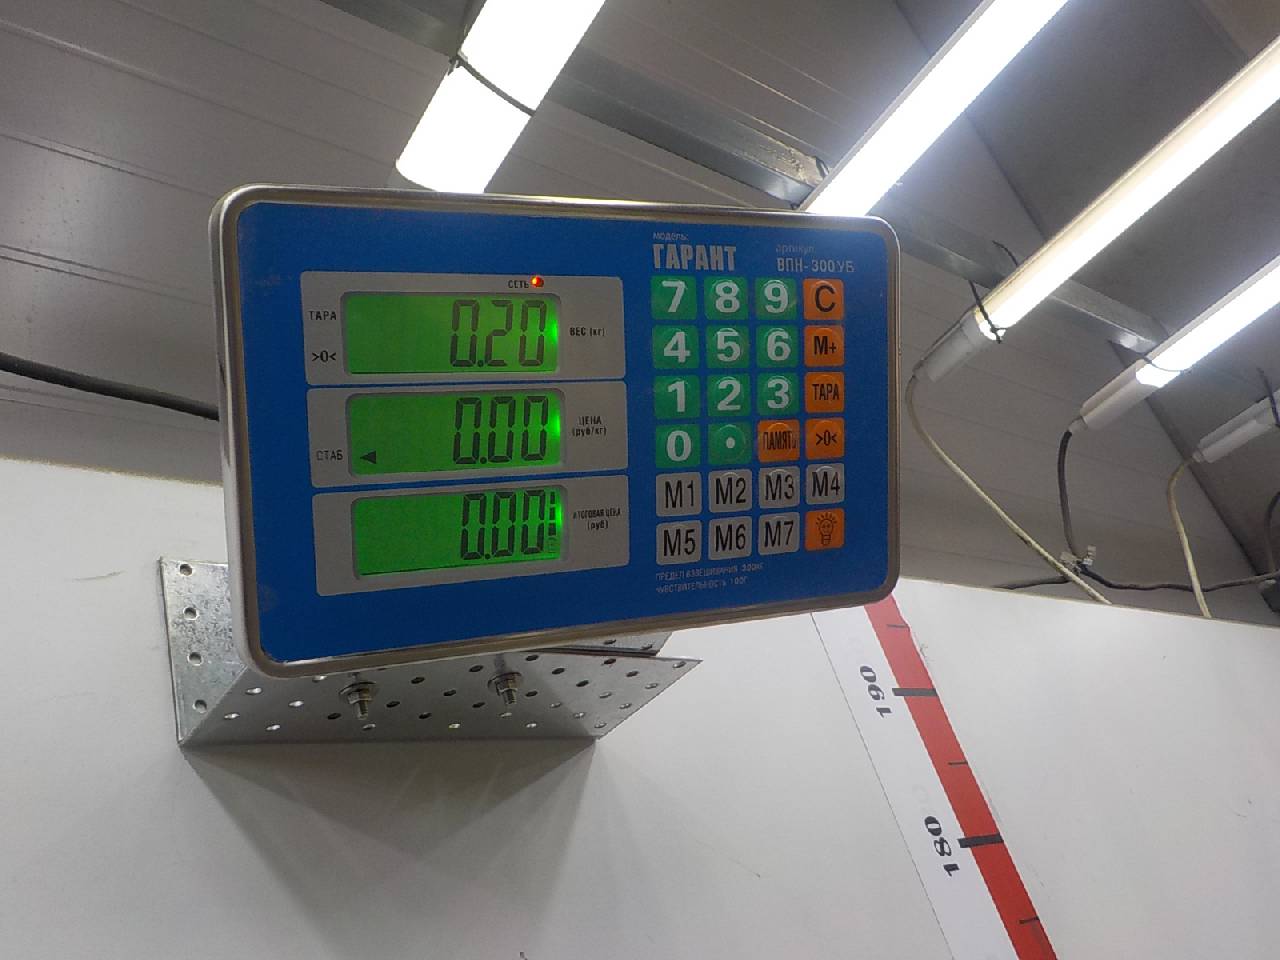 МОДЕЛЬ:
ГАРАНТ
артикул
ВПН-300УБ
СЕТЬ
ТАРА
>0<
0.20
ВЕС (кг)
СТАБ
0.00
ЦЕНА
(руб/кг)
0.00
ИТОГОВАЯ ЦЕНА
(руб)
7 8 9 C
4 5 6 M+
1 2 3 ТАРА
0 . ПАМЯТЬ >0<
M1 M2 M3 M4
M5 M6 M7
ПРЕДЕЛ ВЗВЕШИВАНИЯ 300кг
ЧУВСТВИТЕЛЬНОСТЬ 100г
190
180